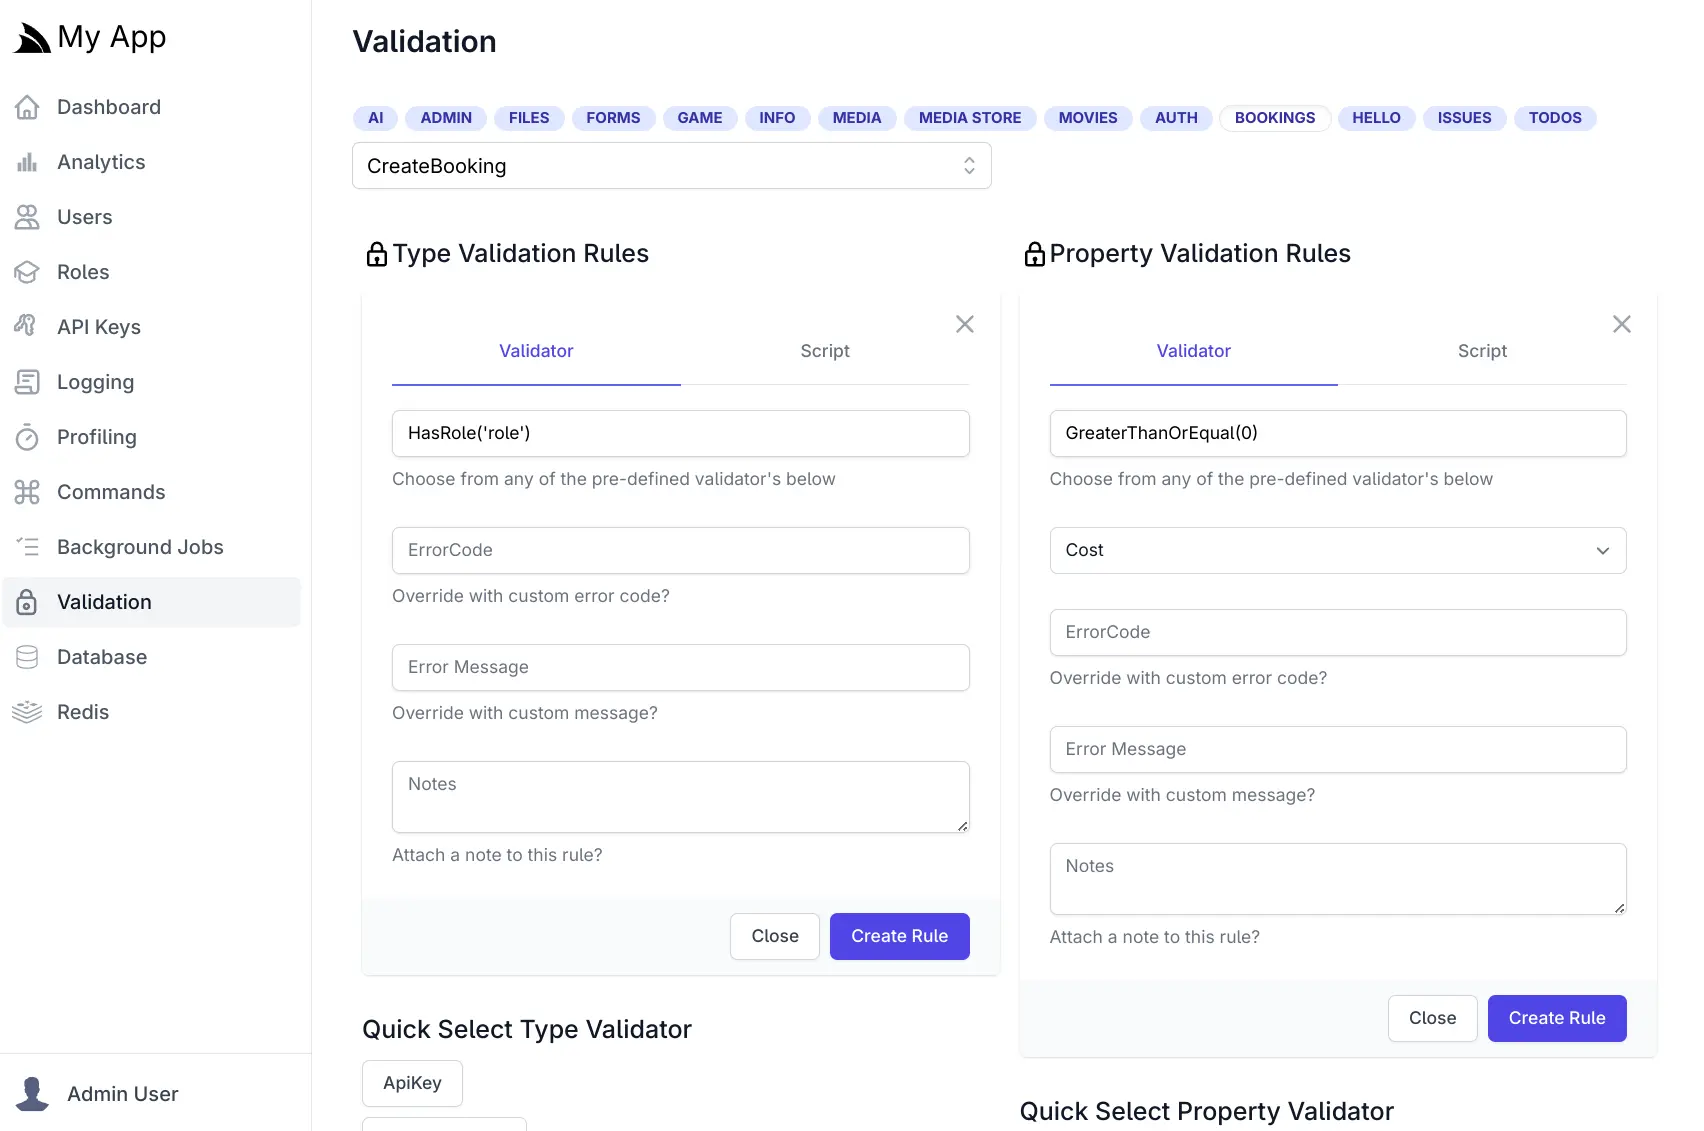 My App
Dashboard
Analytics
Users
Roles
API Keys
Logging
Profiling
Commands
Background Jobs
Validation
Database
Redis
Admin User
Validation
AI ADMIN FILES FORMS GAME INFO MEDIA MEDIA STORE MOVIES AUTH BOOKINGS HELLO ISSUES TODOS
CreateBooking
Type Validation Rules
Validator Script
HasRole('role')
Choose from any of the pre-defined validator's below
ErrorCode
Override with custom error code?
Error Message
Override with custom message?
Notes
Attach a note to this rule?
Close Create Rule
Quick Select Type Validator
ApiKey
Property Validation Rules
Validator Script
GreaterThanOrEqual(0)
Choose from any of the pre-defined validator's below
Cost
ErrorCode
Override with custom error code?
Error Message
Override with custom message?
Notes
Attach a note to this rule?
Close Create Rule
Quick Select Property Validator